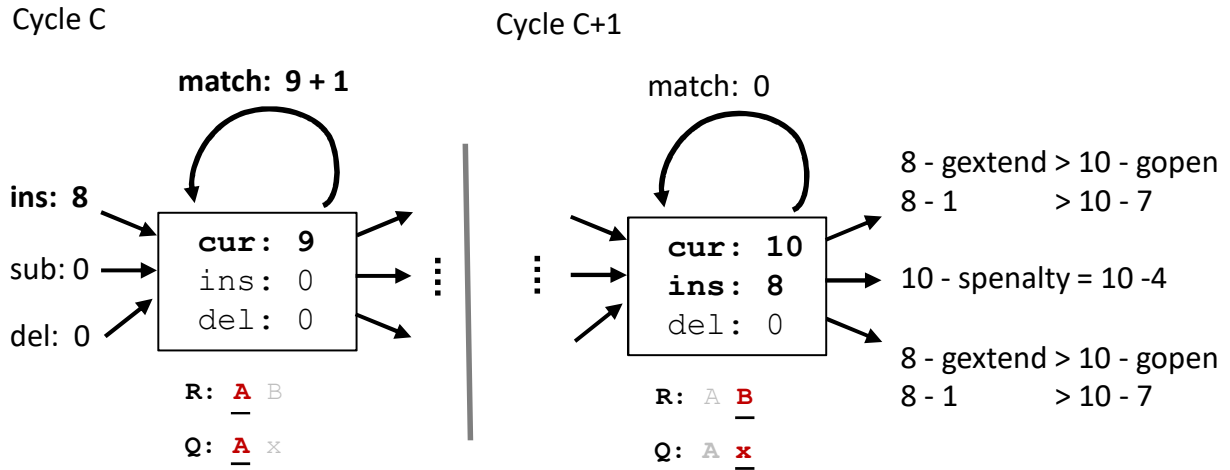 Cycle C
match: 9 + 1
ins: 8
sub: 0
del: 0
cur: 9
ins: 0
del: 0
R: A B
Q: A x
Cycle C+1
match: 0
cur: 10
ins: 8
del: 0
R: A B
Q: A x
8 - gextend > 10 - gopen
8 - 1 > 10 - 7
10 - spenalty = 10 -4
8 - gextend > 10 - gopen
8 - 1 > 10 - 7